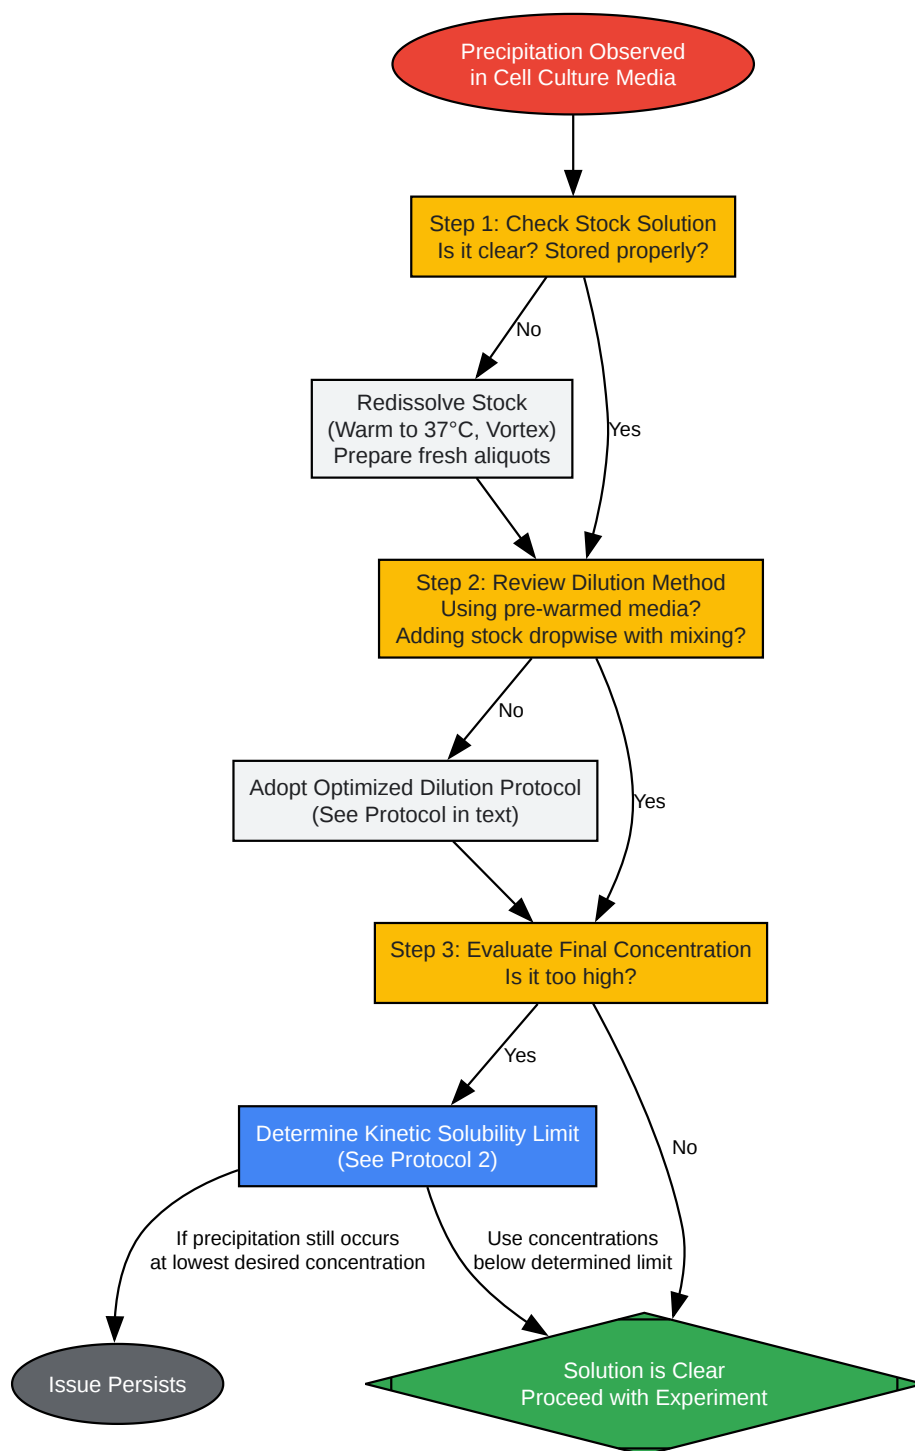 Precipitation Observed
in Cell Culture Media
Step 1: Check Stock Solution
Is it clear? Stored properly?
No
Redissolve Stock
(Warm to 37°C, Vortex)
Prepare fresh aliquots
Yes
Step 2: Review Dilution Method
Using pre-warmed media?
Adding stock dropwise with mixing?
No
Adopt Optimized Dilution Protocol
(See Protocol in text)
Yes
Step 3: Evaluate Final Concentration
Is it too high?
Yes
Determine Kinetic Solubility Limit
(See Protocol 2)
No
If precipitation still occurs
at lowest desired concentration
Use concentrations
below determined limit
Issue Persists
Solution is Clear
Proceed with Experiment